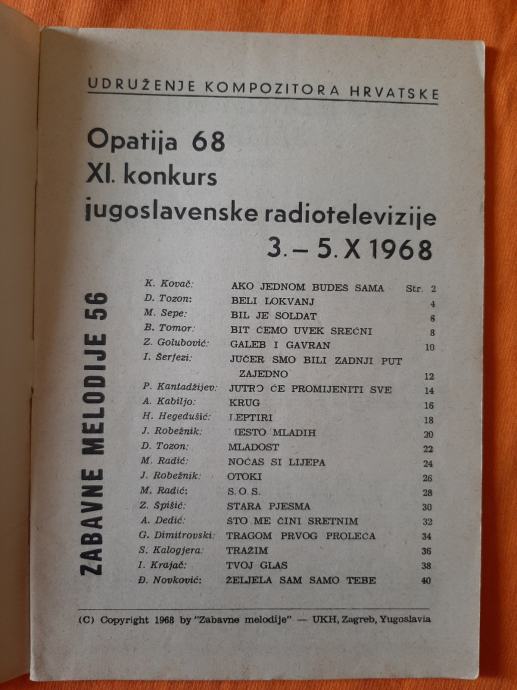 UDRUŽENJE KOMPOZITORA HRVATSKE
Opatija 68
XI. konkurs
jugoslavenske radiotelevizije
3. – 5. X 1968
ZABAVNE MELODIJE 56
K. Kovač: AKO JEDNOM BUDES SAMA Str. 2
D. Tozon: BELI LOKVANJ 4
M. Sepe: BIL JE SOLDAT 6
B. Tomor: BIT ĆEMO UVEK SREĆNI 8
Z. Golubović: GALEB I GAVRAN 10
I. Šerfezi: JUČER SMO BILI ZADNJI PUT
ZAJEDNO 12
P. Kantadžijev: JUTRO ĆE PROMIJENITI SVE 14
A. Kabiljo: KRUG 16
H. Hegedušić: LEPTIRI 18
J. Robežnik: MESTO MLADIH 20
D. Tozon: MLADOST 22
M. Radić: NOĆAS SI LIJEPA 24
J. Robežnik: OTOKI 26
M. Radić: S. O. S. 28
Z. Špišić: STARA PJESMA 30
A. Dedić: ŠTO ME ČINI SRETNIM 32
G. Dimitrovski: TRAGOM PRVOG PROLEĆA 34
S. Kalogjera: TRAŽIM 36
I. Krajač: TVOJ GLAS 38
Đ. Novković: ŽELJELA SAM SAMO TEBE 40
(C) Copyright 1968 by "Zabavne melodije" — UKH, Zagreb, Yugoslavia